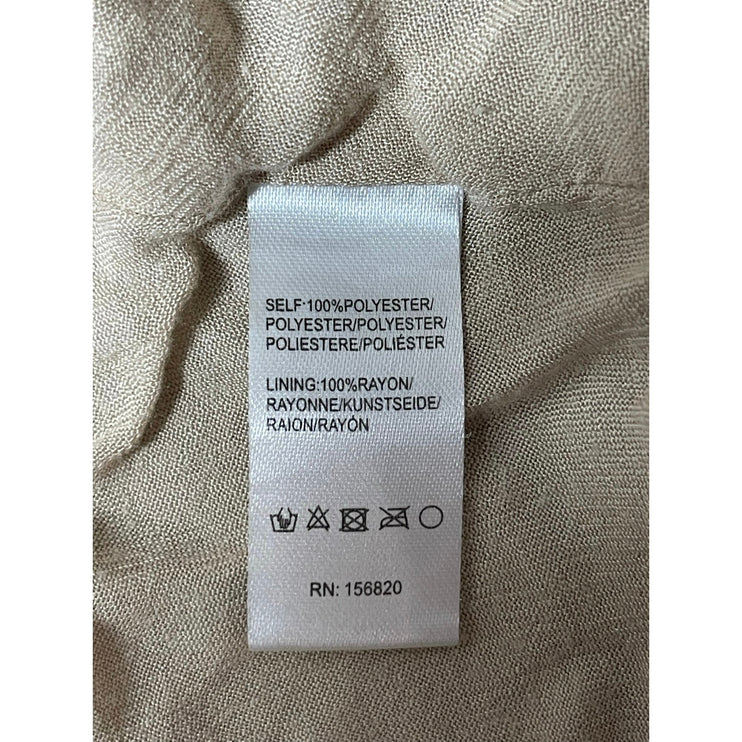 SELF:100%POLYESTER/
POLYESTER/POLYESTER/
POLIESTERE/POLIÉSTER
LINING:100%RAYON/
RAYONNE/KUNSTSEIDE/
RAION/RAYÓN
RN: 156820